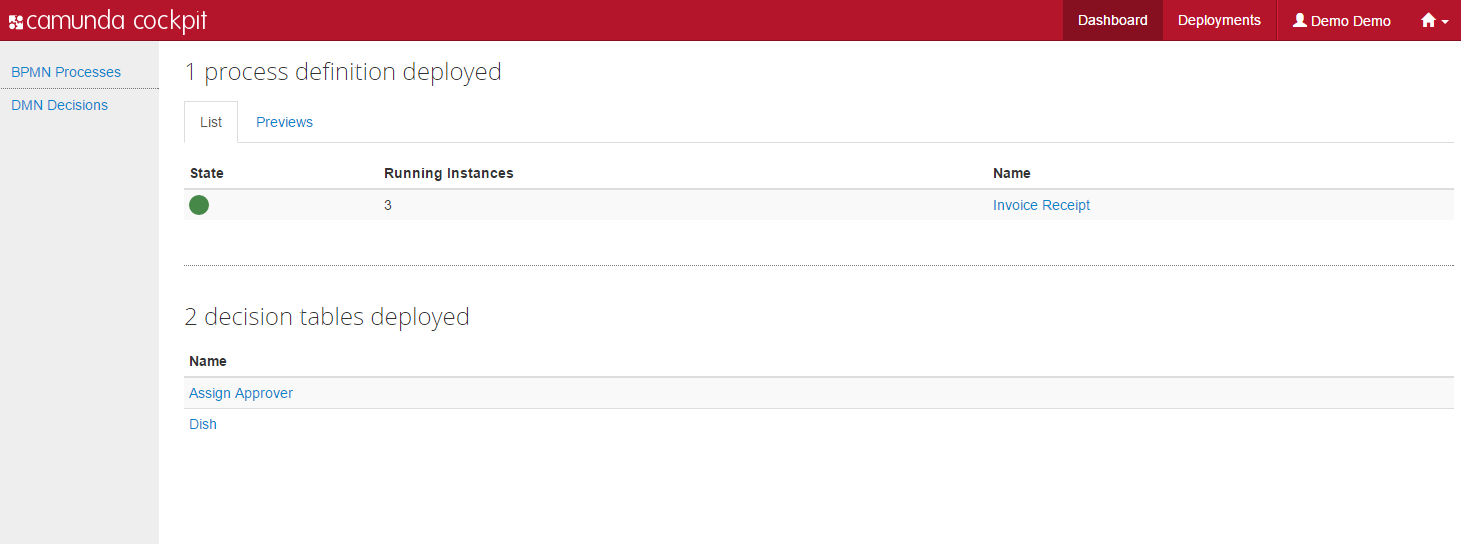 camunda cockpit
Dashboard Deployments Demo Demo
BPMN Processes
DMN Decisions
1 process definition deployed
List Previews
State Running Instances Name
3 Invoice Receipt
2 decision tables deployed
Name
Assign Approver
Dish